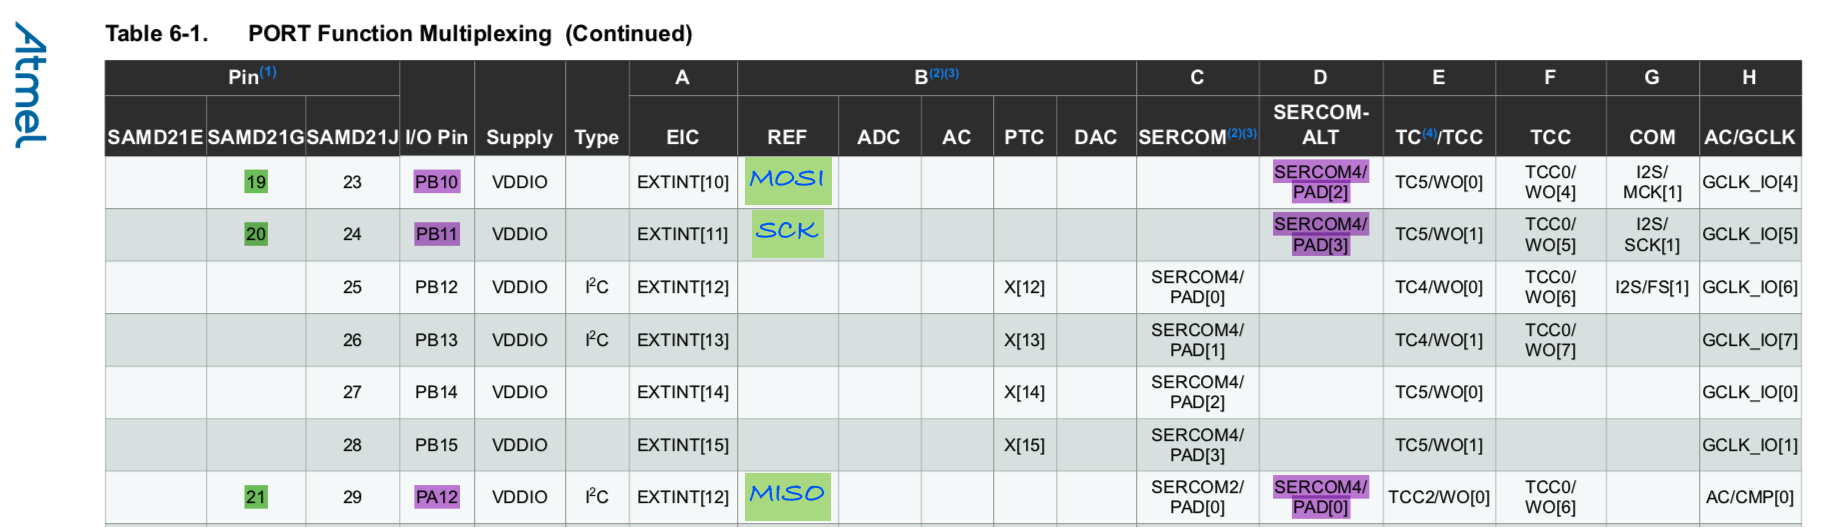 Atmel
Table 6-1. PORT Function Multiplexing (Continued)
Pin(1) A B(2)(3) C D E F G H
SAMD21E SAMD21G SAMD21J I/O Pin Supply Type EIC REF ADC AC PTC DAC SERCOM(2)(3) SERCOM-ALT TC(4)/TCC TCC COM AC/GCLK
19 23 PB10 VDDIO EXTINT[10] MOSI SERCOM4/PAD[2] TC5/WO[0] TCC0/WO[4] I2S/MCK[1] GCLK_IO[4]
20 24 PB11 VDDIO EXTINT[11] SCK SERCOM4/PAD[3] TC5/WO[1] TCC0/WO[5] I2S/SCK[1] GCLK_IO[5]
25 PB12 VDDIO I2C EXTINT[12] X[12] SERCOM4/PAD[0] TC4/WO[0] TCC0/WO[6] I2S/FS[1] GCLK_IO[6]
26 PB13 VDDIO I2C EXTINT[13] X[13] SERCOM4/PAD[1] TC4/WO[1] TCC0/WO[7] GCLK_IO[7]
27 PB14 VDDIO EXTINT[14] X[14] SERCOM4/PAD[2] TC5/WO[0] GCLK_IO[0]
28 PB15 VDDIO EXTINT[15] X[15] SERCOM4/PAD[3] TC5/WO[1] GCLK_IO[1]
21 29 PA12 VDDIO I2C EXTINT[12] MISO SERCOM2/PAD[0] SERCOM4/PAD[0] TCC2/WO[0] TCC0/WO[6] AC/CMP[0]